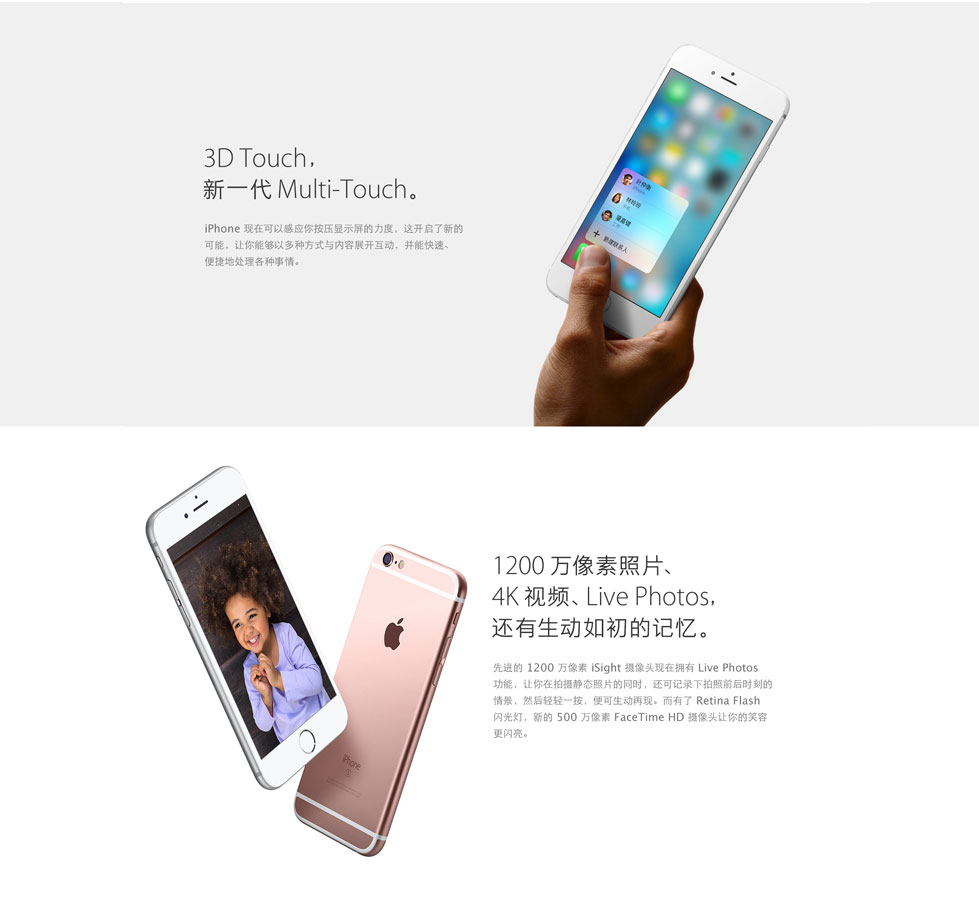 3D Touch,
新一代 Multi-Touch。
iPhone 现在可以感应你按压显示屏的力度，这开启了新的
可能，让你能够以多种方式与内容展开互动，并能快速、
便捷地处理各种事情。
iPhone
新建联系人
1200 万像素照片、
4K 视频、Live Photos,
还有生动如初的记忆。
先进的 1200 万像素 iSight 摄像头现在拥有 Live Photos
功能，让你在拍摄静态照片的同时，还可记录下拍照前后时刻的
情景，然后轻轻一按，便可生动再现。而有了 Retina Flash
闪光灯，新的 500 万像素 FaceTime HD 摄像头让你的笑容
更闪亮。
iPhone
S